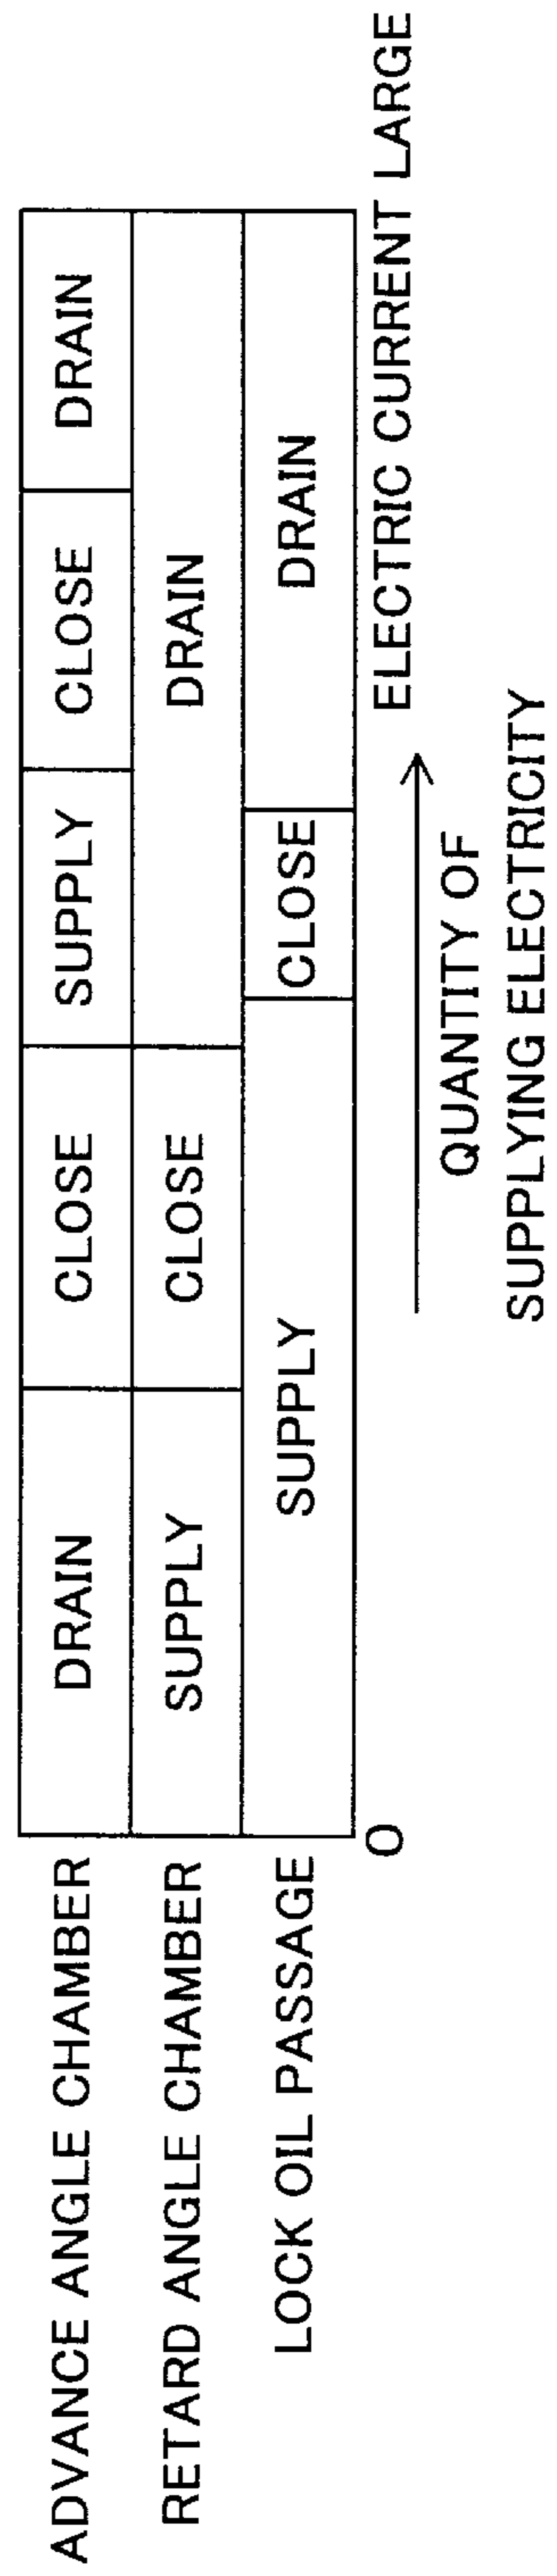 ADVANCE ANGLE CHAMBER
DRAIN
CLOSE
SUPPLY
CLOSE
DRAIN
RETARD ANGLE CHAMBER
SUPPLY
CLOSE
DRAIN
LOCK OIL PASSAGE
SUPPLY
CLOSE
DRAIN
0
ELECTRIC CURRENT LARGE
QUANTITY OF
SUPPLYING ELECTRICITY